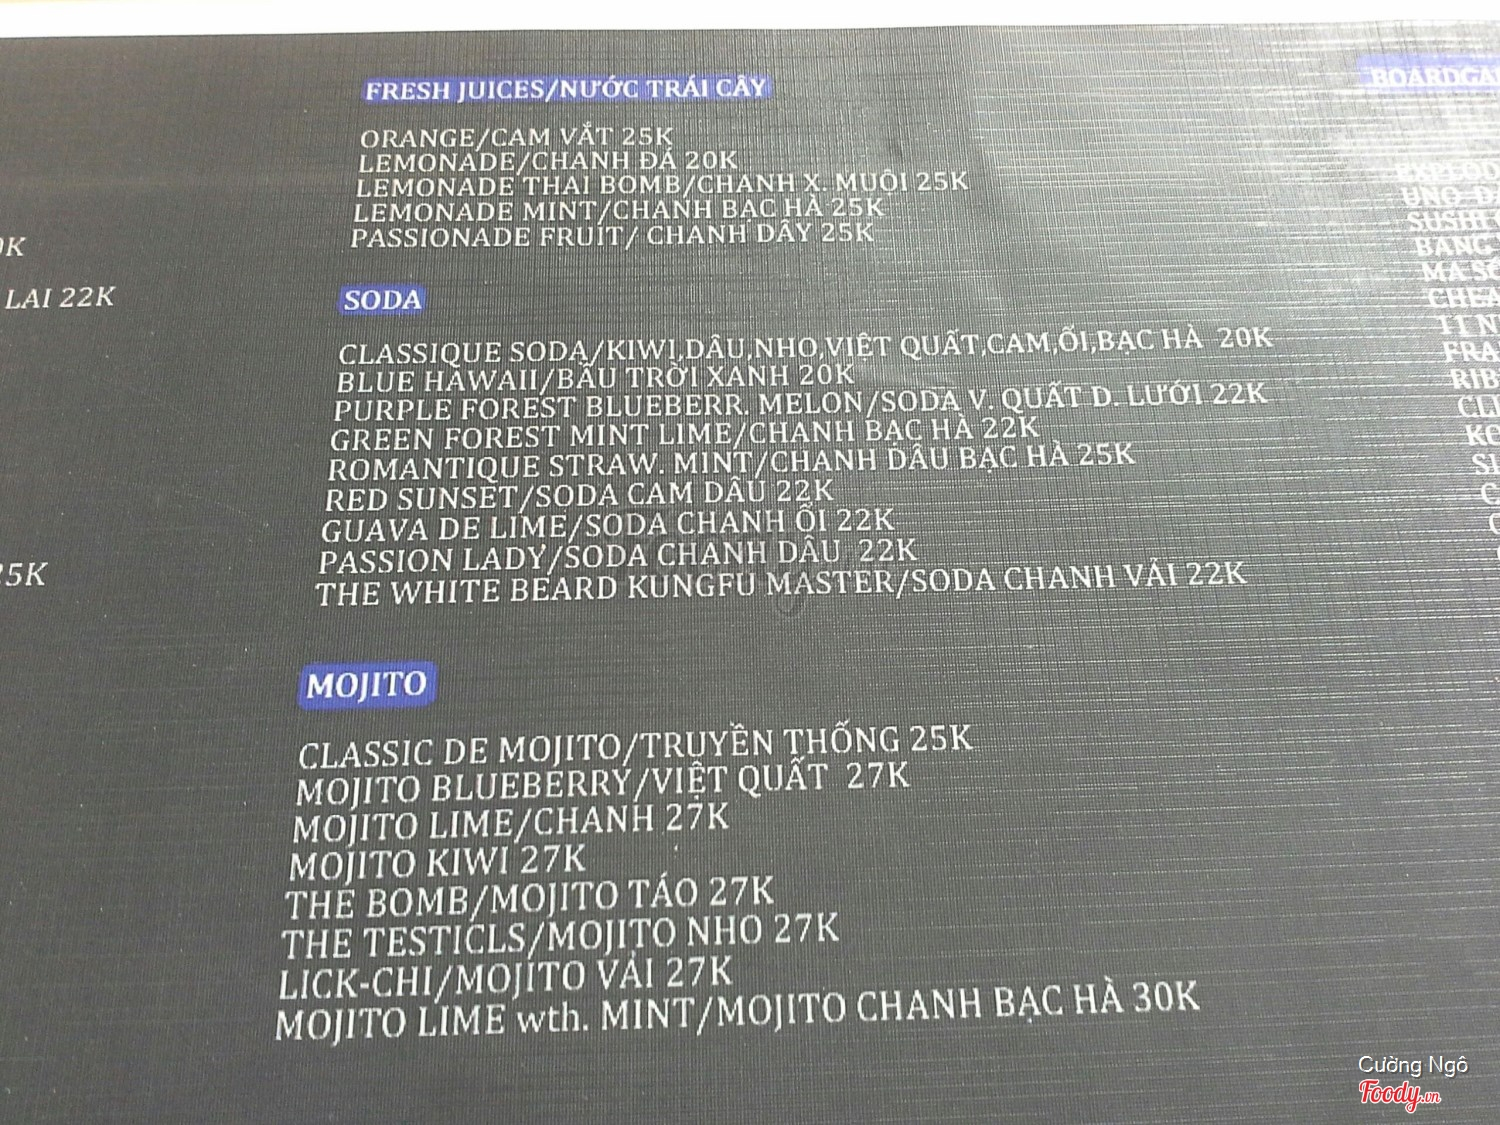 LAI 22K
FRESH JUICES/NƯỚC TRÁI CÂY
ORANGE/CAM VẮT 25K
LEMONADE/CHANH ĐÁ 20K
LEMONADE THAI BOMB/CHANH X. MUỘI 25K
LEMONADE MINT/CHANH BẠC HÀ 25K
PASSIONADE FRUIT/ CHANH DÂY 25K
SODA
CLASSIQUE SODA/KIWI,DÂU,NHO,VIỆT QUẤT,CAM,ỔI,BẠC HÀ 20K
BLUE HAWAII/BẦU TRỜI XANH 20K
PURPLE FOREST BLUEBERR. MELON/SODA V. QUẤT D. LƯỚI 22K
GREEN FOREST MINT LIME/CHANH BẠC HÀ 22K
ROMANTIQUE STRAW. MINT/CHANH DÂU BẠC HÀ 25K
RED SUNSET/SODA CAM DÂU 22K
GUAVA DE LIME/SODA CHANH ỔI 22K
PASSION LADY/SODA CHANH DÂU 22K
THE WHITE BEARD KUNGFU MASTER/SODA CHANH VẢI 22K
MOJITO
CLASSIC DE MOJITO/TRUYỀN THỐNG 25K
MOJITO BLUEBERRY/VIỆT QUẤT 27K
MOJITO LIME/CHANH 27K
MOJITO KIWI 27K
THE BOMB/MOJITO TÁO 27K
THE TESTICLS/MOJITO NHO 27K
LICK-CHI/MOJITO VẢI 27K
MOJITO LIME wth. MINT/MOJITO CHANH BẠC HÀ 30K
UNO
SUSHI
BANG
MA SÓ
Cường Ngô
Foody.vn